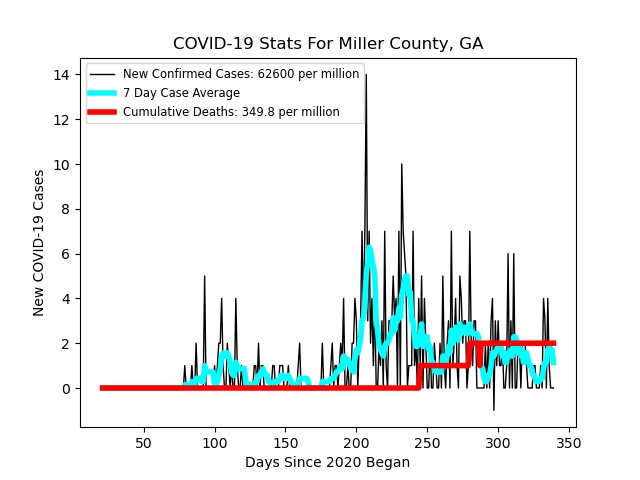 COVID-19 Stats For Miller County, GA
New Confirmed Cases: 62600 per million
7 Day Case Average
Cumulative Deaths: 349.8 per million
New COVID-19 Cases
14
12
10
8
6
4
2
0
50 100 150 200 250 300 350
Days Since 2020 Began